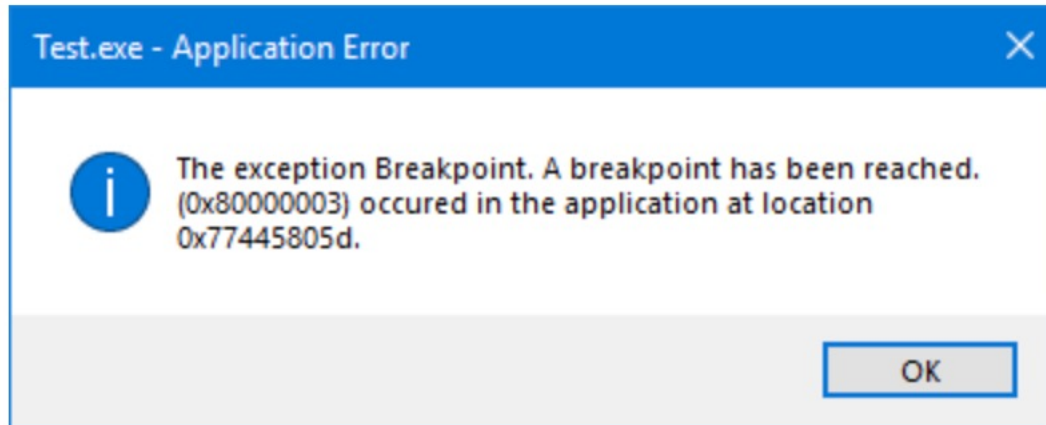 Test.exe - Application Error
The exception Breakpoint. A breakpoint has been reached.
(0x80000003) occured in the application at location
0x77445805d.
OK